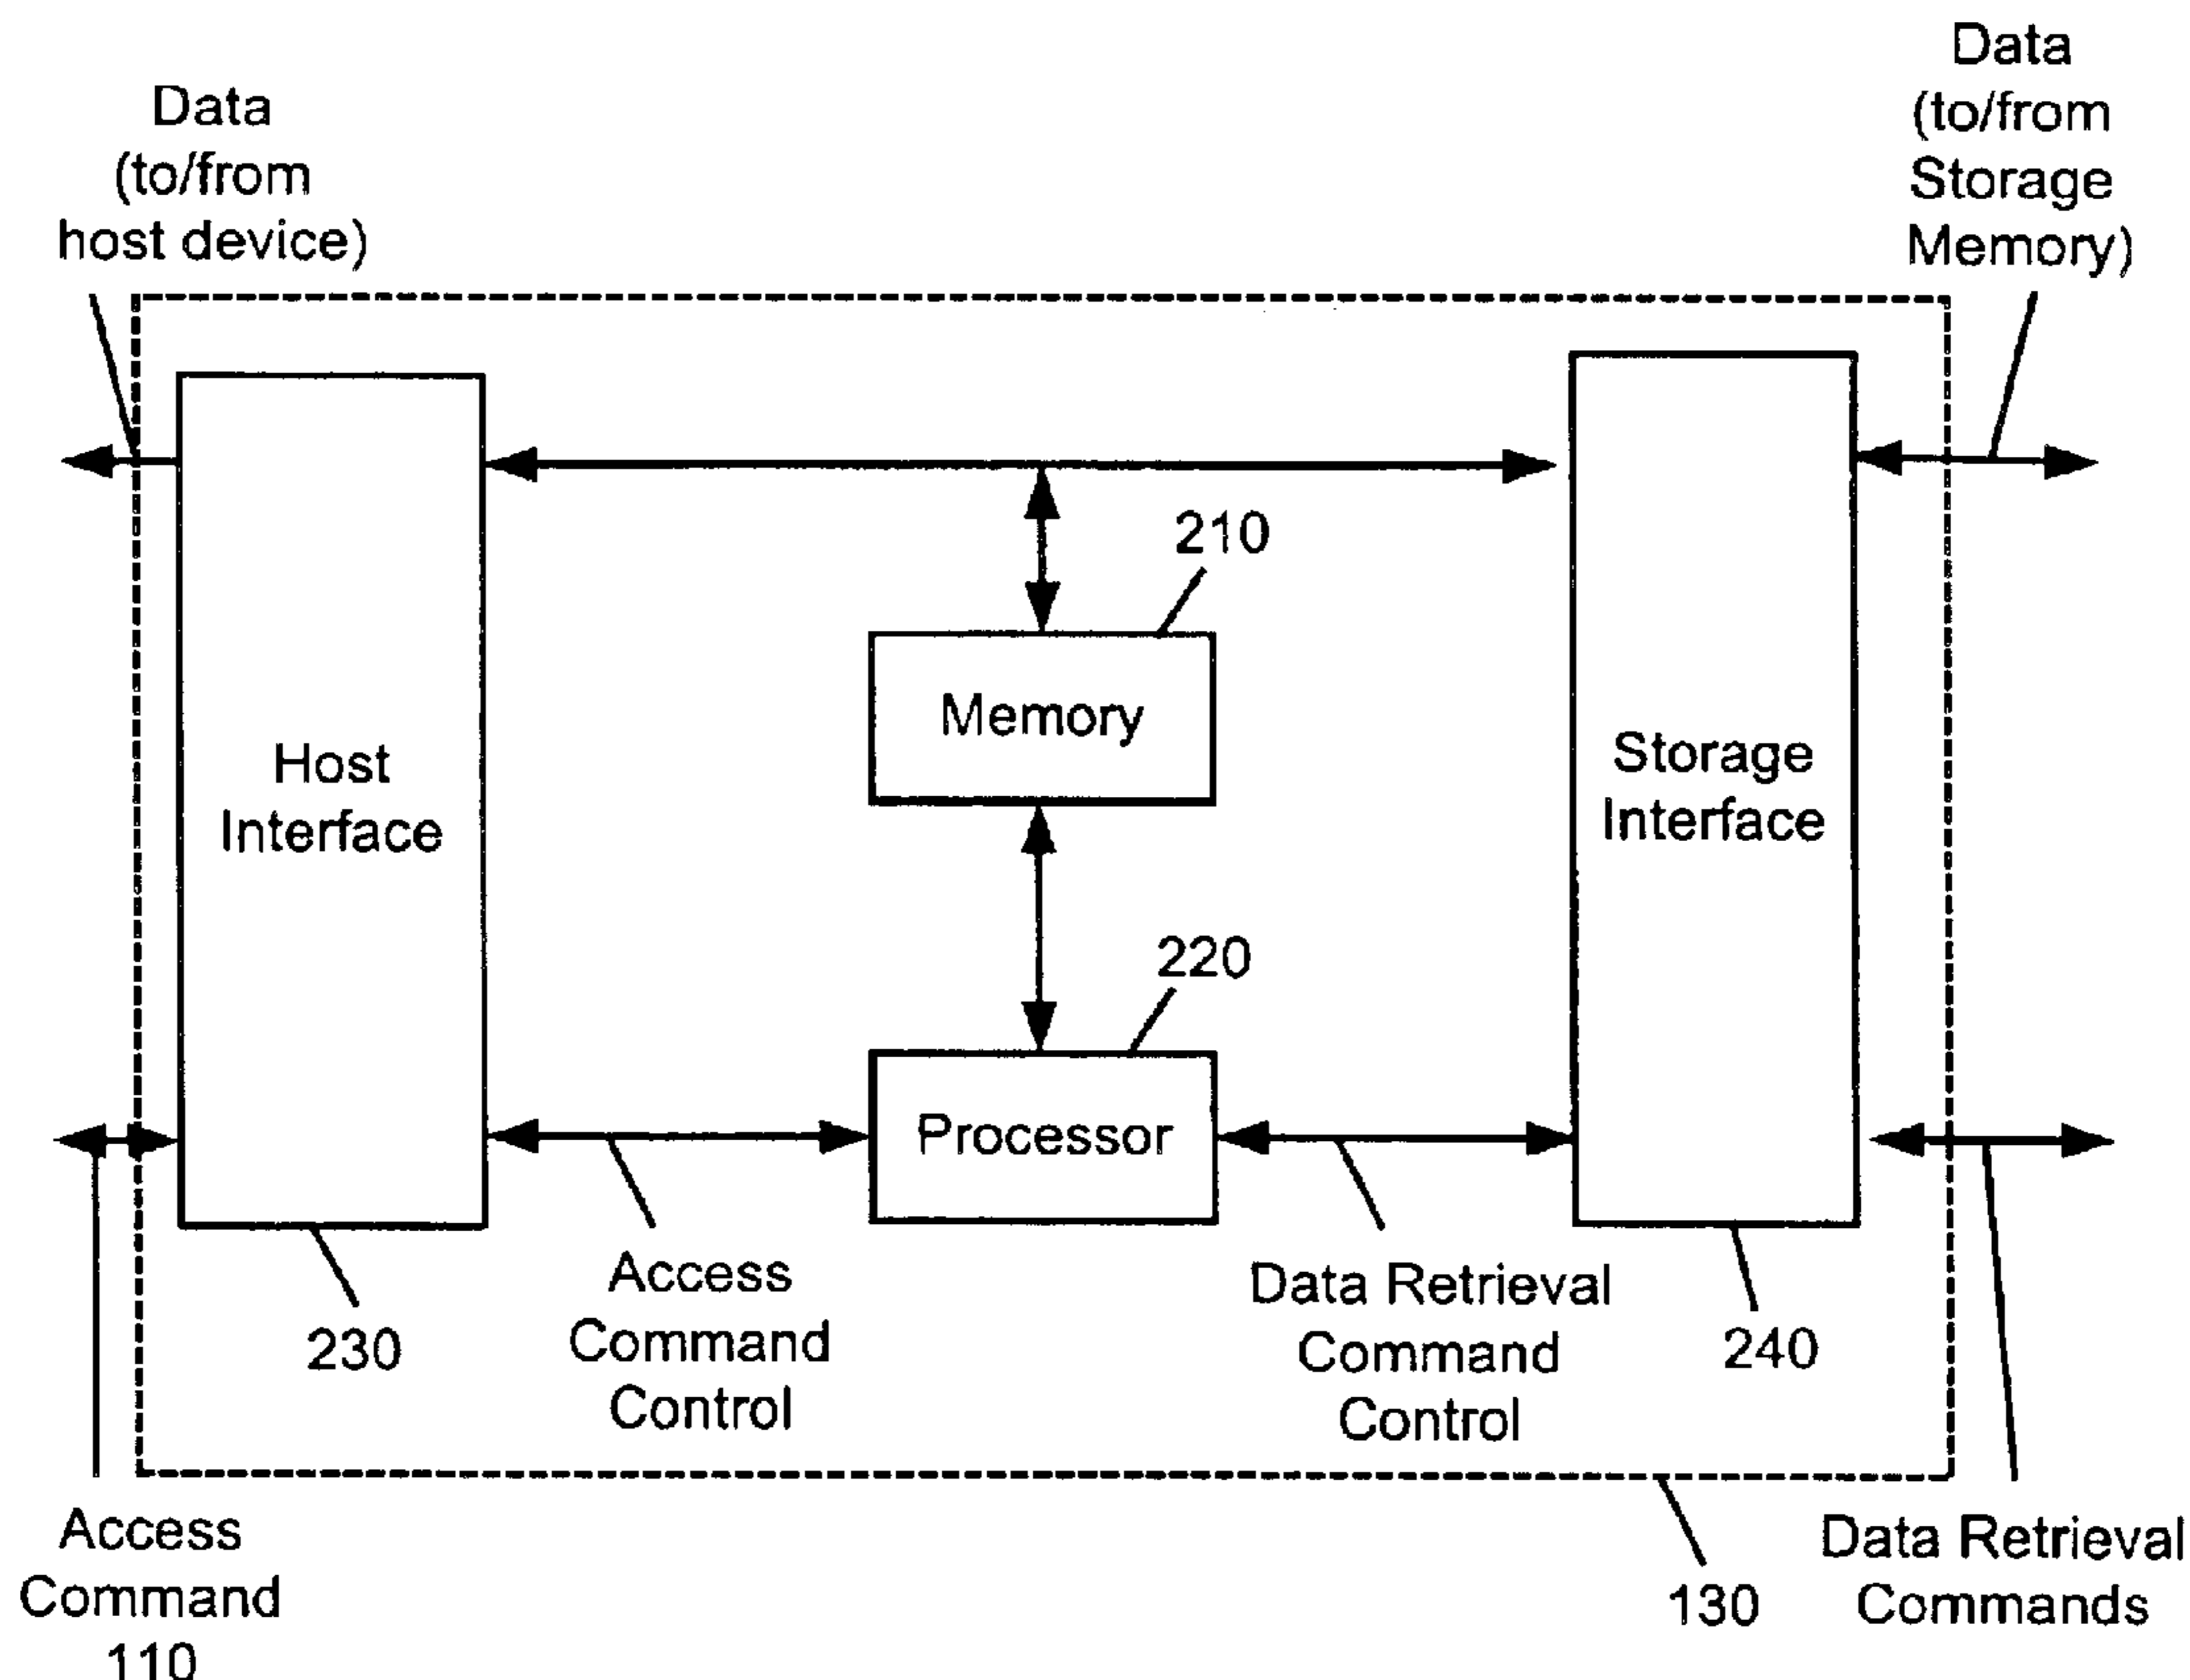 Data
(to/from
host device)
Data
(to/from
Storage
Memory)
210
Memory
Host
Interface
Storage
Interface
220
Processor
Access
Command
Control
Data Retrieval
Command
Control
230
240
Access
Command
110
130
Data Retrieval
Commands